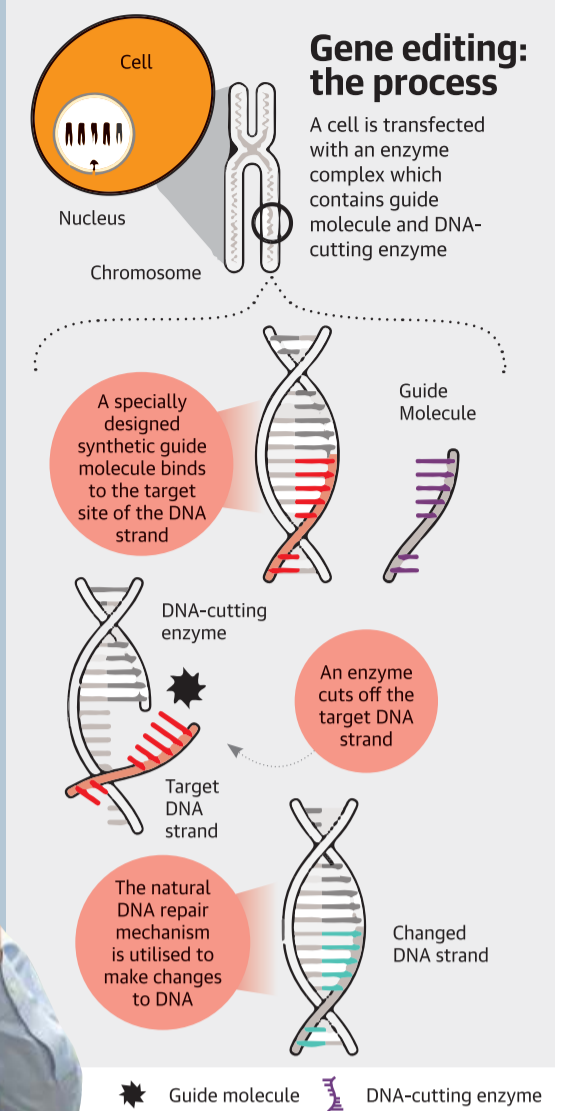 Gene editing:
the process
A cell is transfected
with an enzyme
complex which
contains guide
molecule and DNA-
cutting enzyme
Cell
Nucleus
Chromosome
A specially
designed
synthetic guide
molecule binds
to the target
site of the DNA
strand
Guide
Molecule
DNA-cutting
enzyme
An enzyme
cuts off the
target DNA
strand
Target
DNA
strand
The natural
DNA repair
mechanism
is utilised to
make changes
to DNA
Changed
DNA strand
Guide molecule
DNA-cutting enzyme